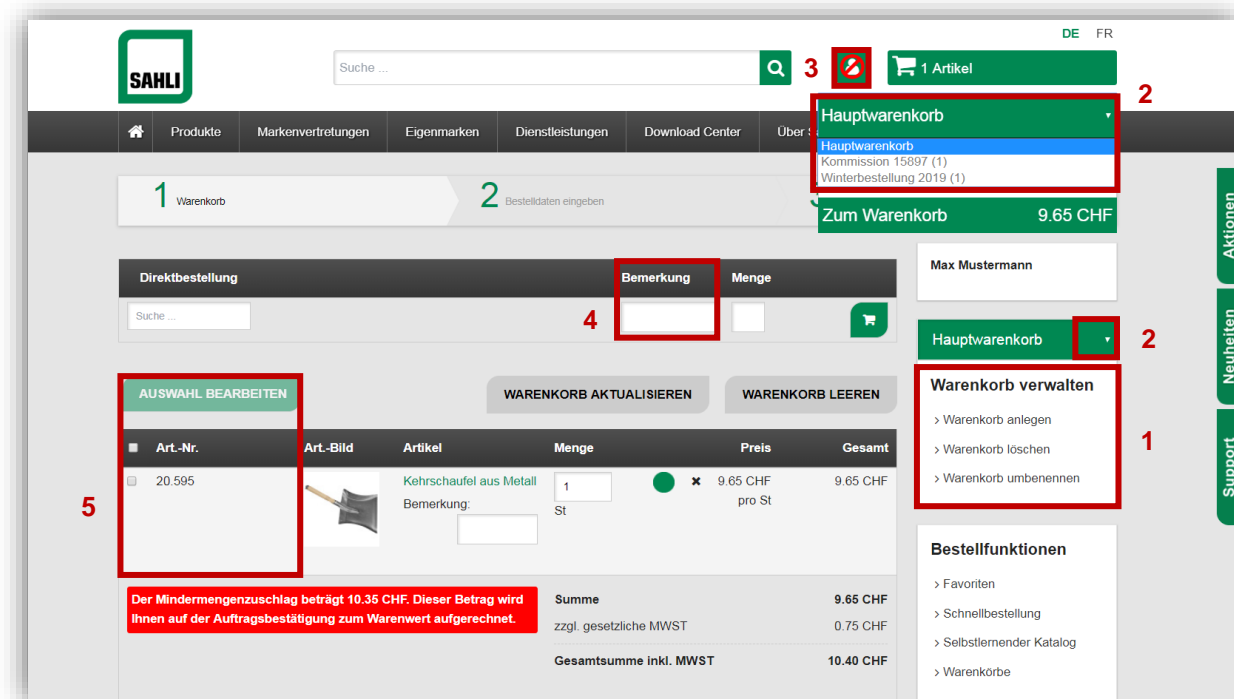 DE FR
SAHLI
Suche ...
3
1 Artikel
2
Hauptwarenkorb
Hauptwarenkorb
Kommission 15897 (1)
Winterbestellung 2019 (1)
Zum Warenkorb 9.65 CHF
Produkte Markenvertretungen Eigenmarken Dienstleistungen Download Center Über
1 Warenkorb
2 Bestelldaten eingeben
Aktionen
Neuheiten
Support
Direktbestellung Bemerkung Menge
Suche ...
4
Max Mustermann
Hauptwarenkorb
2
Warenkorb verwalten
> Warenkorb anlegen
> Warenkorb löschen
> Warenkorb umbenennen
1
AUSWAHL BEARBEITEN WARENKORB AKTUALISIEREN WARENKORB LEEREN
Art.-Nr. Art.-Bild Artikel Menge Preis Gesamt
5
20.595 Kehrschaufel aus Metall 1 9.65 CHF 9.65 CHF
Bemerkung: St pro St
Der Mindermengenzuschlag beträgt 10.35 CHF. Dieser Betrag wird
Ihnen auf der Auftragsbestätigung zum Warenwert aufgerechnet.
Summe 9.65 CHF
zzgl. gesetzliche MWST 0.75 CHF
Gesamtsumme inkl. MWST 10.40 CHF
Bestellfunktionen
> Favoriten
> Schnellbestellung
> Selbstlernender Katalog
> Warenkörbe